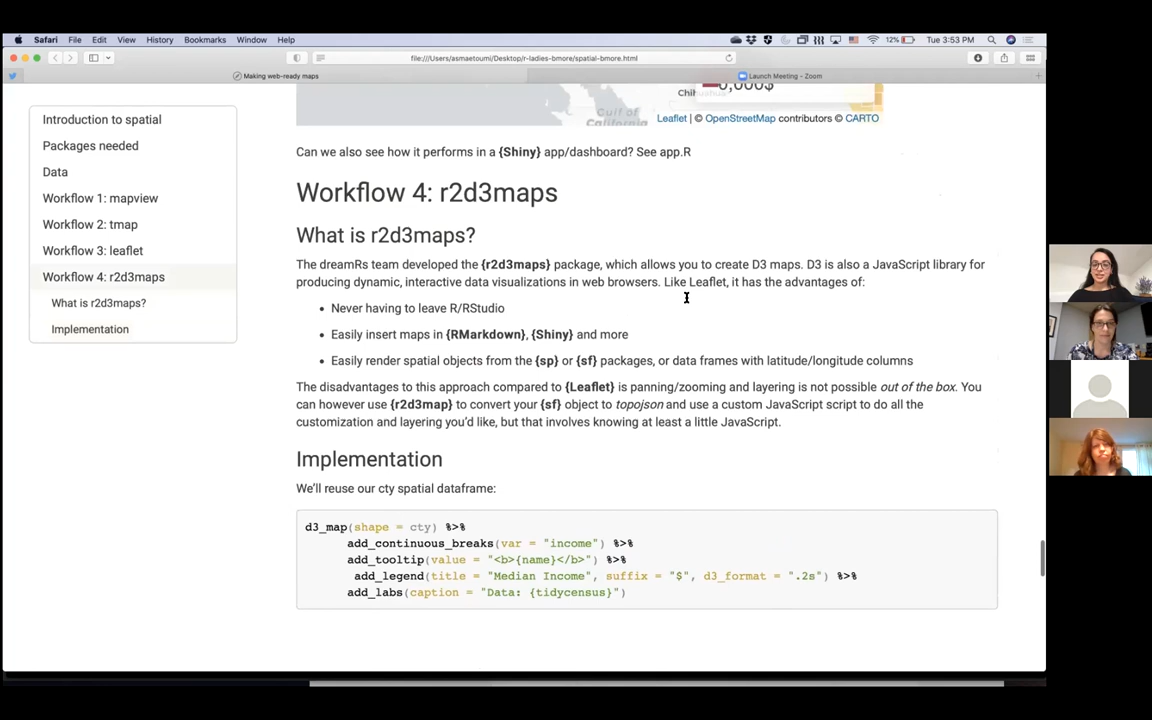 Safari File Edit View History Bookmarks Window Help 12% Tue 3:53 PM
file:///Users/asmaetoumi/Desktop/r-ladies-bmore/spatial-bmore.html
Making web-ready maps
Launch Meeting - Zoom
Introduction to spatial
Packages needed
Data
Workflow 1: mapview
Workflow 2: tmap
Workflow 3: leaflet
Workflow 4: r2d3maps
What is r2d3maps?
Implementation
Gulf of
California
Leaflet | © OpenStreetMap contributors © CARTO
Can we also see how it performs in a {Shiny} app/dashboard? See app.R
Workflow 4: r2d3maps
What is r2d3maps?
The dreamRs team developed the {r2d3maps} package, which allows you to create D3 maps. D3 is also a JavaScript library for
producing dynamic, interactive data visualizations in web browsers. Like Leaflet, it has the advantages of:
• Never having to leave R/RStudio
• Easily insert maps in {RMarkdown}, {Shiny} and more
• Easily render spatial objects from the {sp} or {sf} packages, or data frames with latitude/longitude columns
The disadvantages to this approach compared to {Leaflet} is panning/zooming and layering is not possible out of the box. You
can however use {r2d3map} to convert your {sf} object to topojson and use a custom JavaScript script to do all the
customization and layering you'd like, but that involves knowing at least a little JavaScript.
Implementation
We'll reuse our cty spatial dataframe:
d3_map(shape = cty) %>%
add_continuous_breaks(var = "income") %>%
add_tooltip(value = "<b>{name}</b>") %>%
add_legend(title = "Median Income", suffix = "$", d3_format = ".2s") %>%
add_labs(caption = "Data: {tidycensus}")